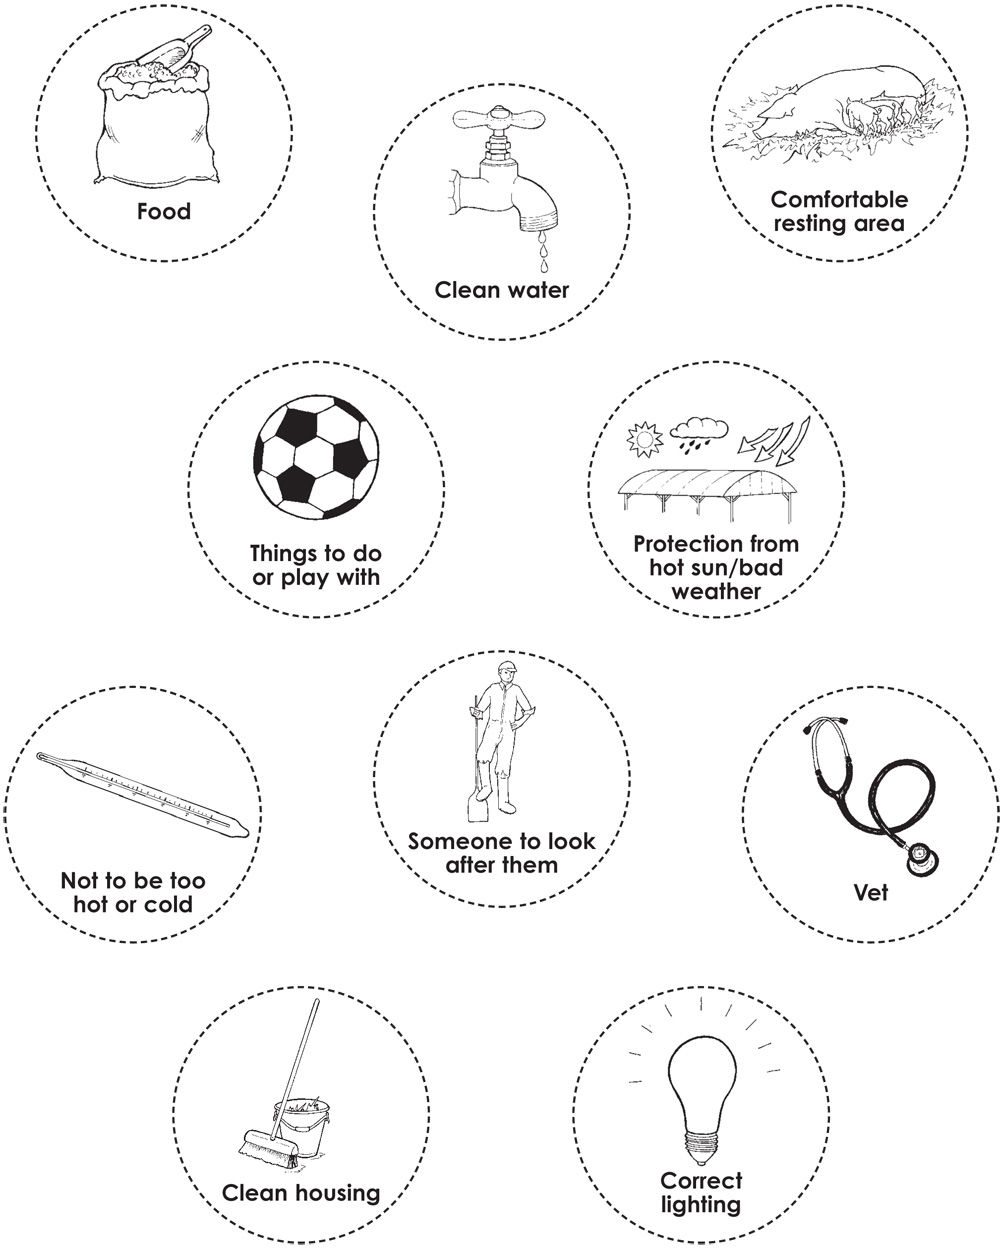 Food
Clean water
Comfortable
resting area
Things to do
or play with
Protection from
hot sun/bad
weather
Not to be too
hot or cold
Someone to look
after them
Vet
Clean housing
Correct
lighting